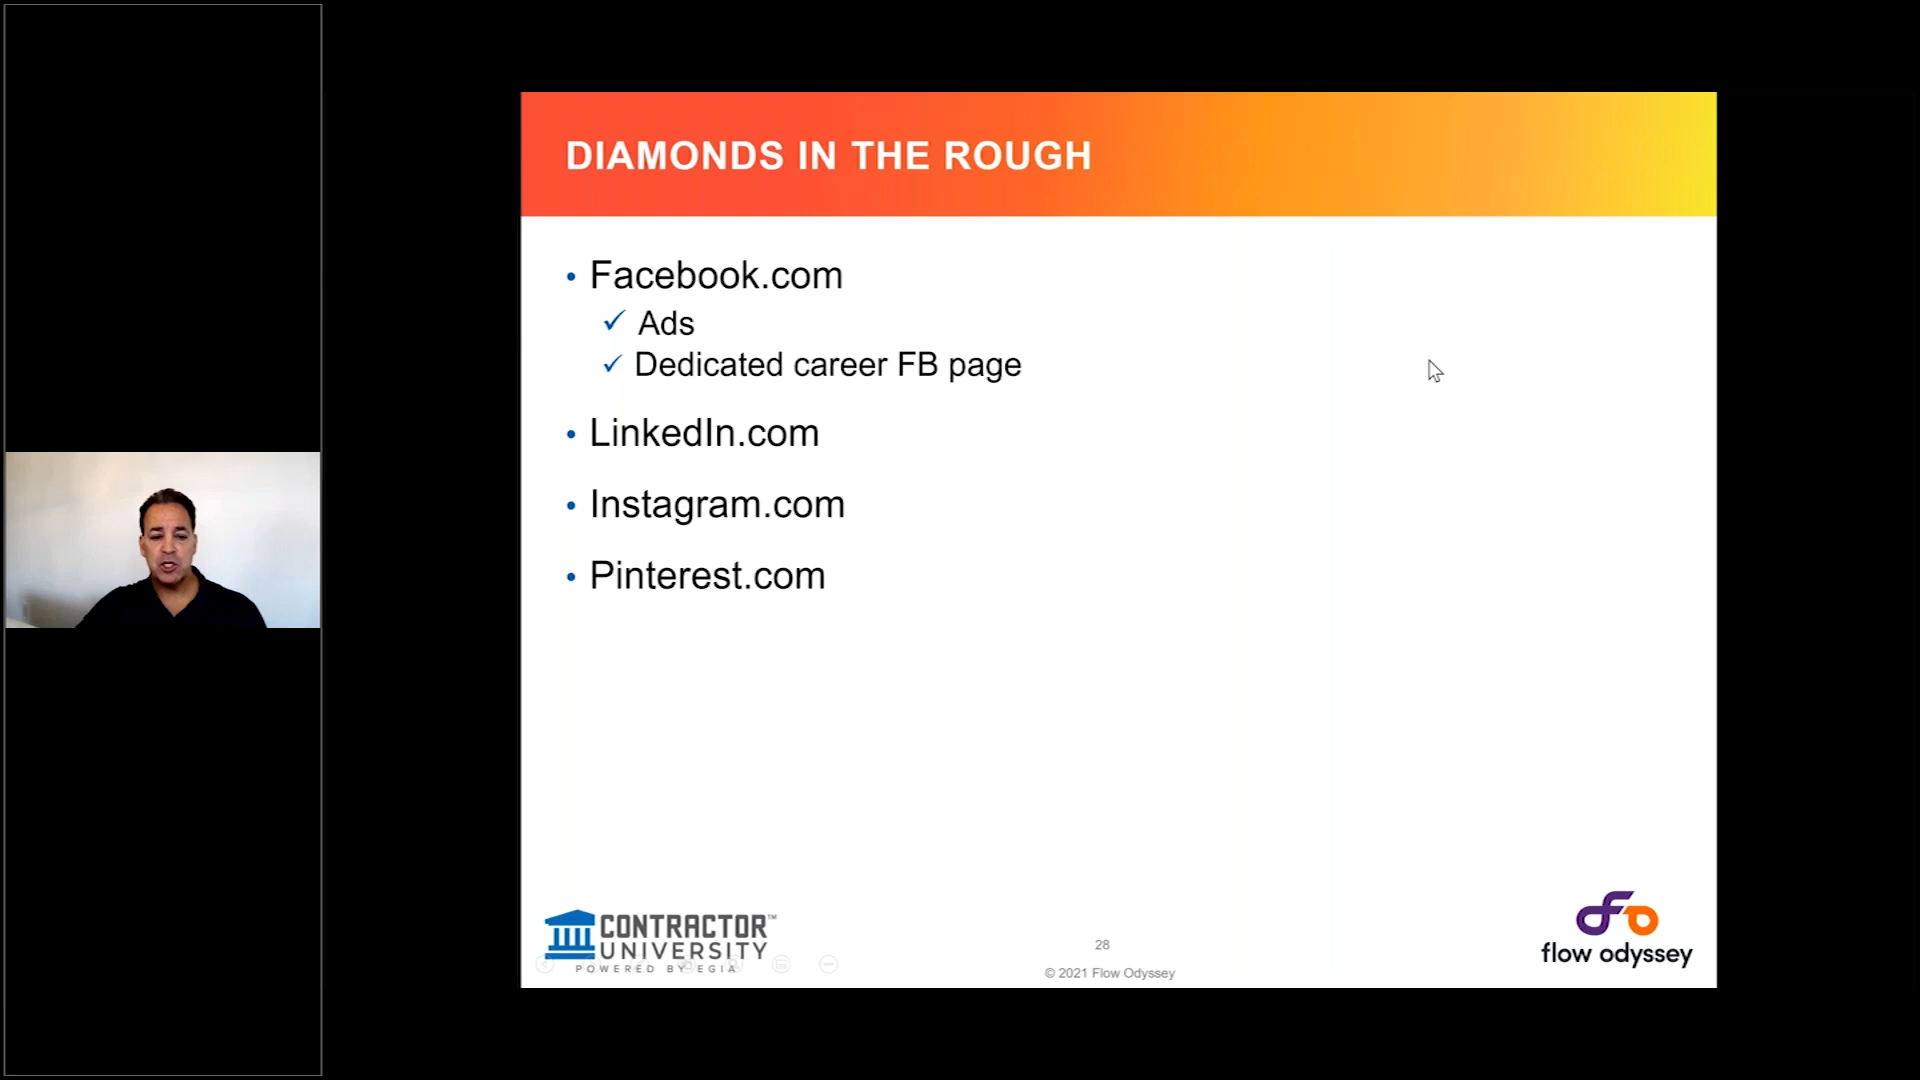 DIAMONDS IN THE ROUGH
• Facebook.com
✓ Ads
✓ Dedicated career FB page
• LinkedIn.com
• Instagram.com
• Pinterest.com
CONTRACTOR™
UNIVERSITY
POWERED BY EGIA
28
© 2021 Flow Odyssey
flow odyssey